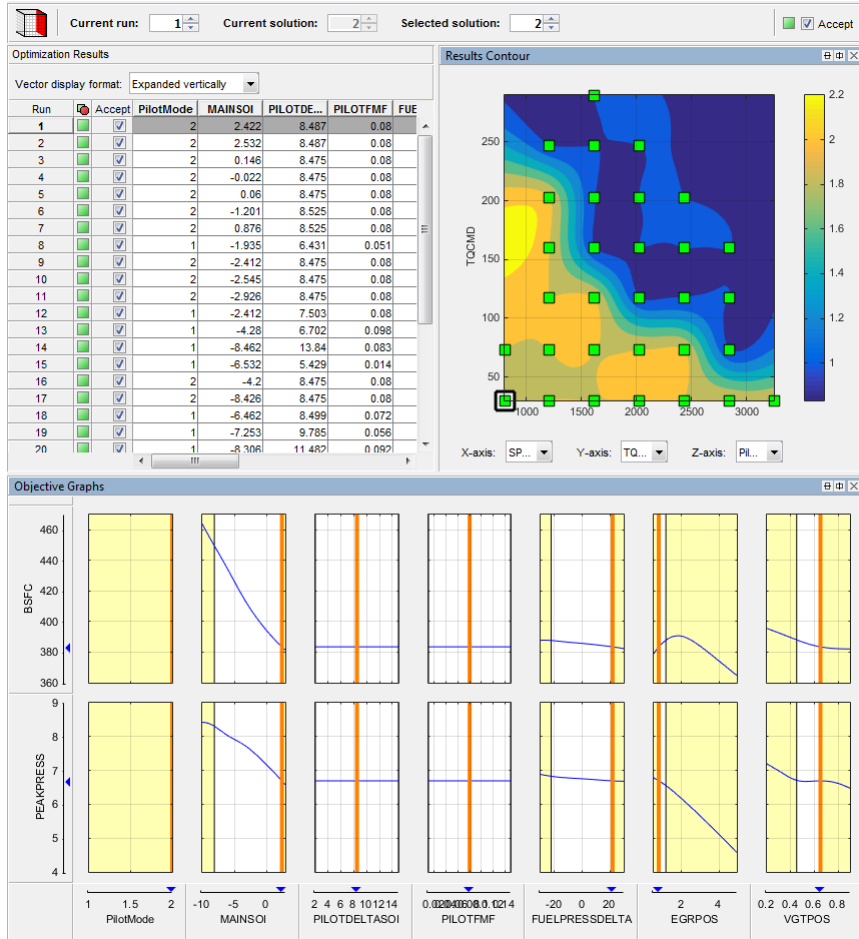 Current run: 1 Current solution: 2 Selected solution: 2 Accept
Optimization Results
Vector display format: Expanded vertically
Run Accept PilotMode MAINSOI PILOTDE... PILOTFMF FUE
1 2 2.422 8.487 0.08
2 2 2.532 8.487 0.08
3 2 0.146 8.475 0.08
4 2 -0.022 8.475 0.08
5 2 0.06 8.475 0.08
6 2 -1.201 8.525 0.08
7 2 0.876 8.525 0.08
8 1 -1.935 6.431 0.051
9 2 -2.412 8.475 0.08
10 2 -2.545 8.475 0.08
11 2 -2.926 8.475 0.08
12 1 -2.412 7.503 0.08
13 1 -4.28 6.702 0.098
14 1 -8.462 13.84 0.083
15 1 -6.532 5.429 0.014
16 2 -4.2 8.475 0.08
17 2 -8.426 8.475 0.08
18 1 -6.462 8.499 0.072
19 1 -7.253 9.785 0.056
20 1 -8.306 11.482 0.092
Results Contour
TQCMD
250
200
150
100
50
1000 1500 2000 2500 3000
2.2
2
1.8
1.6
1.4
1.2
1
X-axis: SP... Y-axis: TQ... Z-axis: Pil...
Objective Graphs
BSFC
460
440
420
400
380
360
PEAKPRESS
9
8
7
6
5
4
1 1.5 2 -10 -5 0 2 4 6 8 10 12 14 -20 0 20 2 4 0.2 0.4 0.6 0.8
PilotMode MAINSOI PILOTDELTASOI PILOTFMF FUELPRESSDELTA EGRPOS VGTPOS